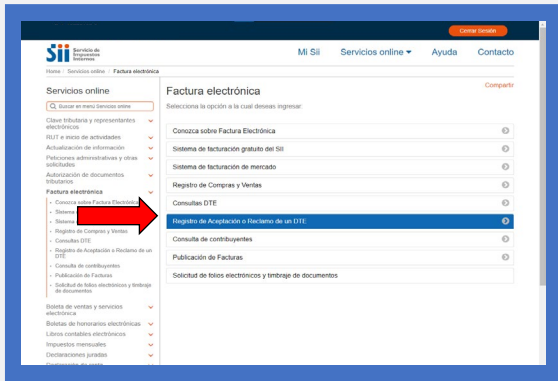 Cerrar Sesión
Sii Servicio de
Impuestos
Internos
Mi Sii Servicios online Ayuda Contacto
Home / Servicios online / Factura electrónica
Servicios online
Buscar en menú Servicios online
Clave tributaria y representantes
electrónicos
RUT e inicio de actividades
Actualización de información
Peticiones administrativas y otras
solicitudes
Autorización de documentos
tributarios
Factura electrónica
Conozca sobre Factura Electrónica
Sistema
Sistema
Registro de Compras y Ventas
Consultas DTE
Registro de Aceptación o Reclamo de un
DTE
Consulta de contribuyentes
Publicación de Facturas
Solicitud de folios electrónicos y timbraje
de documentos
Boleta de ventas y servicios
electrónica
Boletas de honorarios electrónicas
Libros contables electrónicos
Impuestos mensuales
Declaraciones juradas
Compartir
Factura electrónica
Selecciona la opción a la cual deseas ingresar:
Conozca sobre Factura Electrónica
Sistema de facturación gratuito del SII
Sistema de facturación de mercado
Registro de Compras y Ventas
Consultas DTE
Registro de Aceptación o Reclamo de un DTE
Consulta de contribuyentes
Publicación de Facturas
Solicitud de folios electrónicos y timbraje de documentos